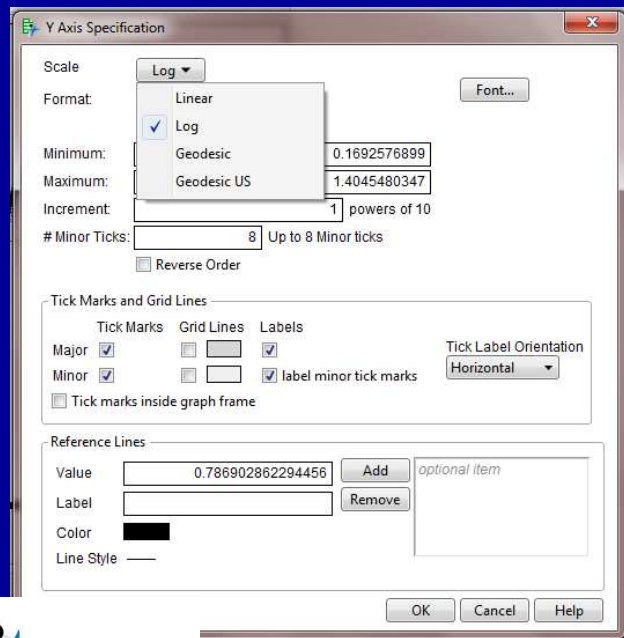 Y Axis Specification
Scale Log
Format: Font...
Linear
Log
Geodesic
Geodesic US
Minimum: 0.1692576899
Maximum: 1.4045480347
Increment: 1 powers of 10
# Minor Ticks: 8 Up to 8 Minor ticks
Reverse Order
Tick Marks and Grid Lines
Tick Marks Grid Lines Labels
Major
Minor label minor tick marks
Tick Label Orientation
Horizontal
Tick marks inside graph frame
Reference Lines
Value 0.786902862294456 Add optional item
Label Remove
Color
Line Style
OK Cancel Help